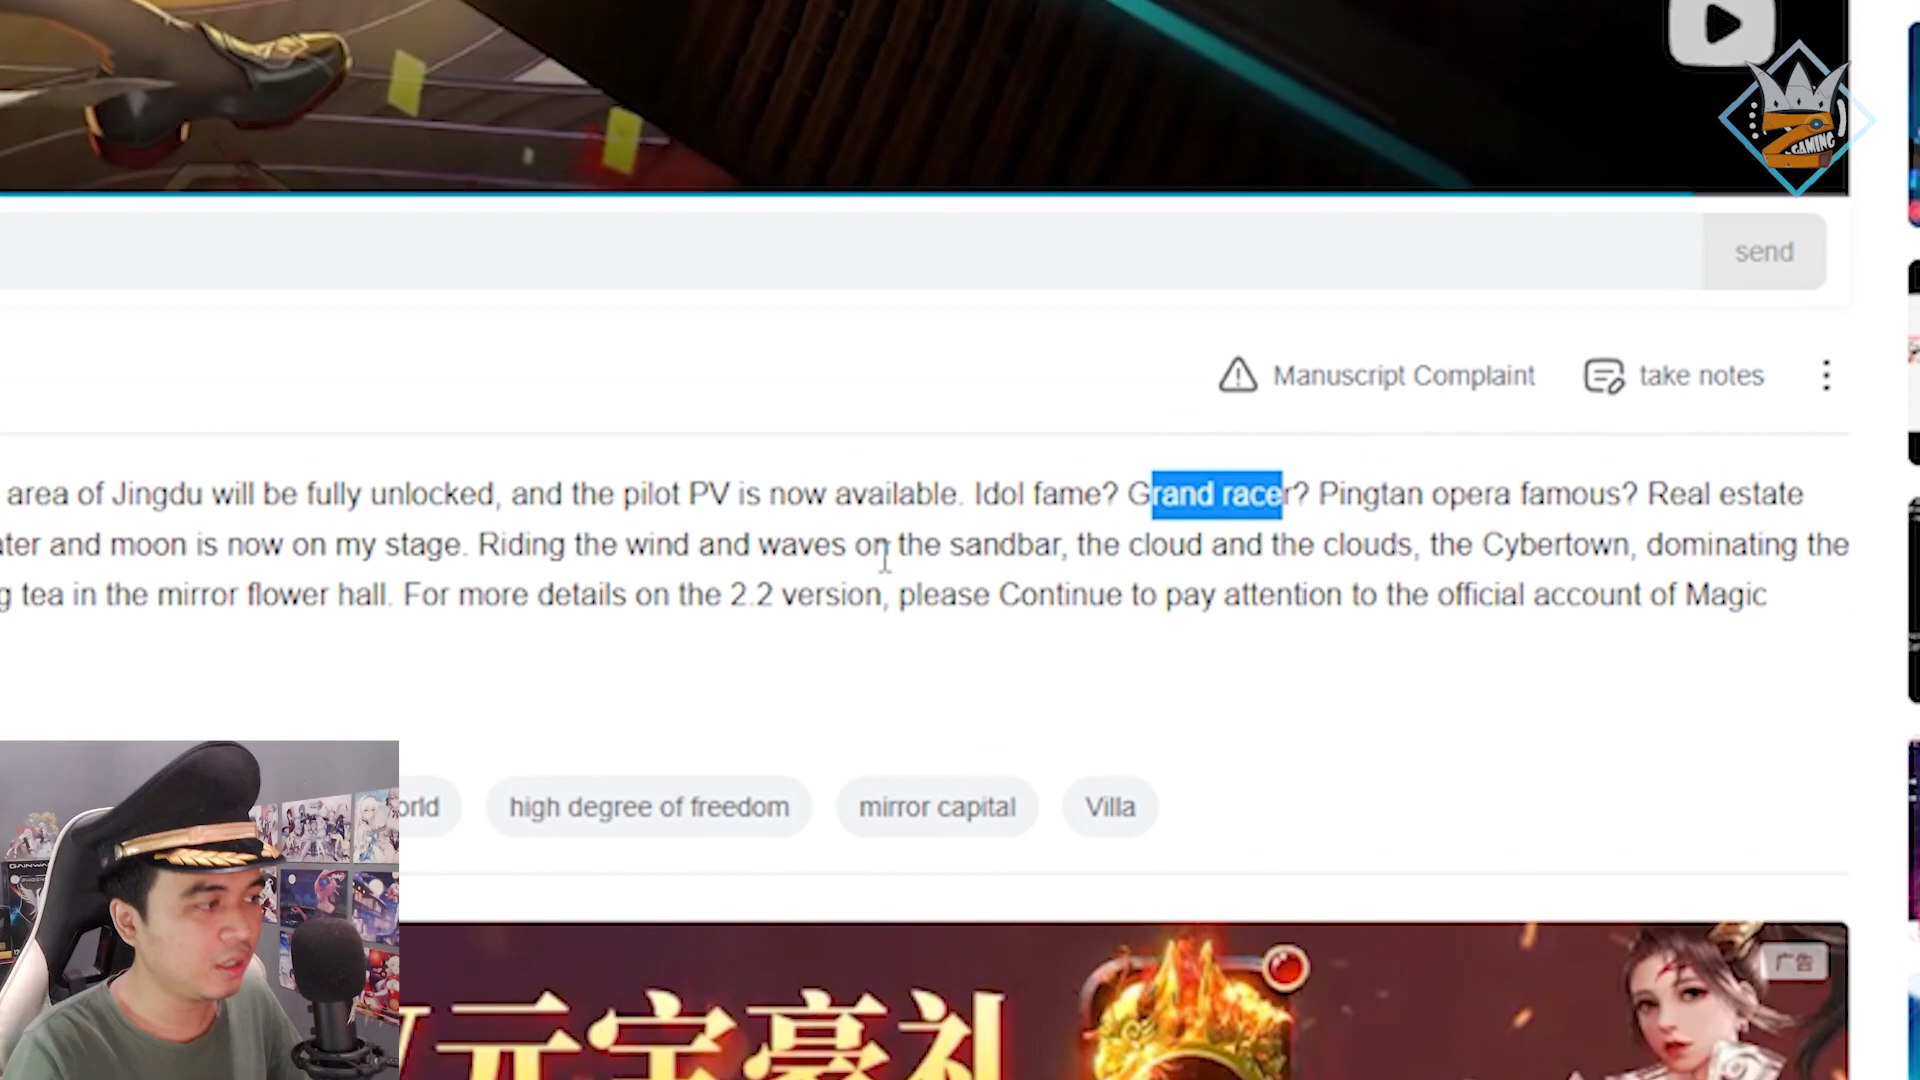 Z
GAMING
send
Manuscript Complaint
take notes
area of Jingdu will be fully unlocked, and the pilot PV is now available. Idol fame? Grand racer? Pingtan opera famous? Real estate
ater and moon is now on my stage. Riding the wind and waves on the sandbar, the cloud and the clouds, the Cybertown, dominating the
g tea in the mirror flower hall. For more details on the 2.2 version, please Continue to pay attention to the official account of Magic
orld
high degree of freedom
mirror capital
Villa
广告
元宝豪礼